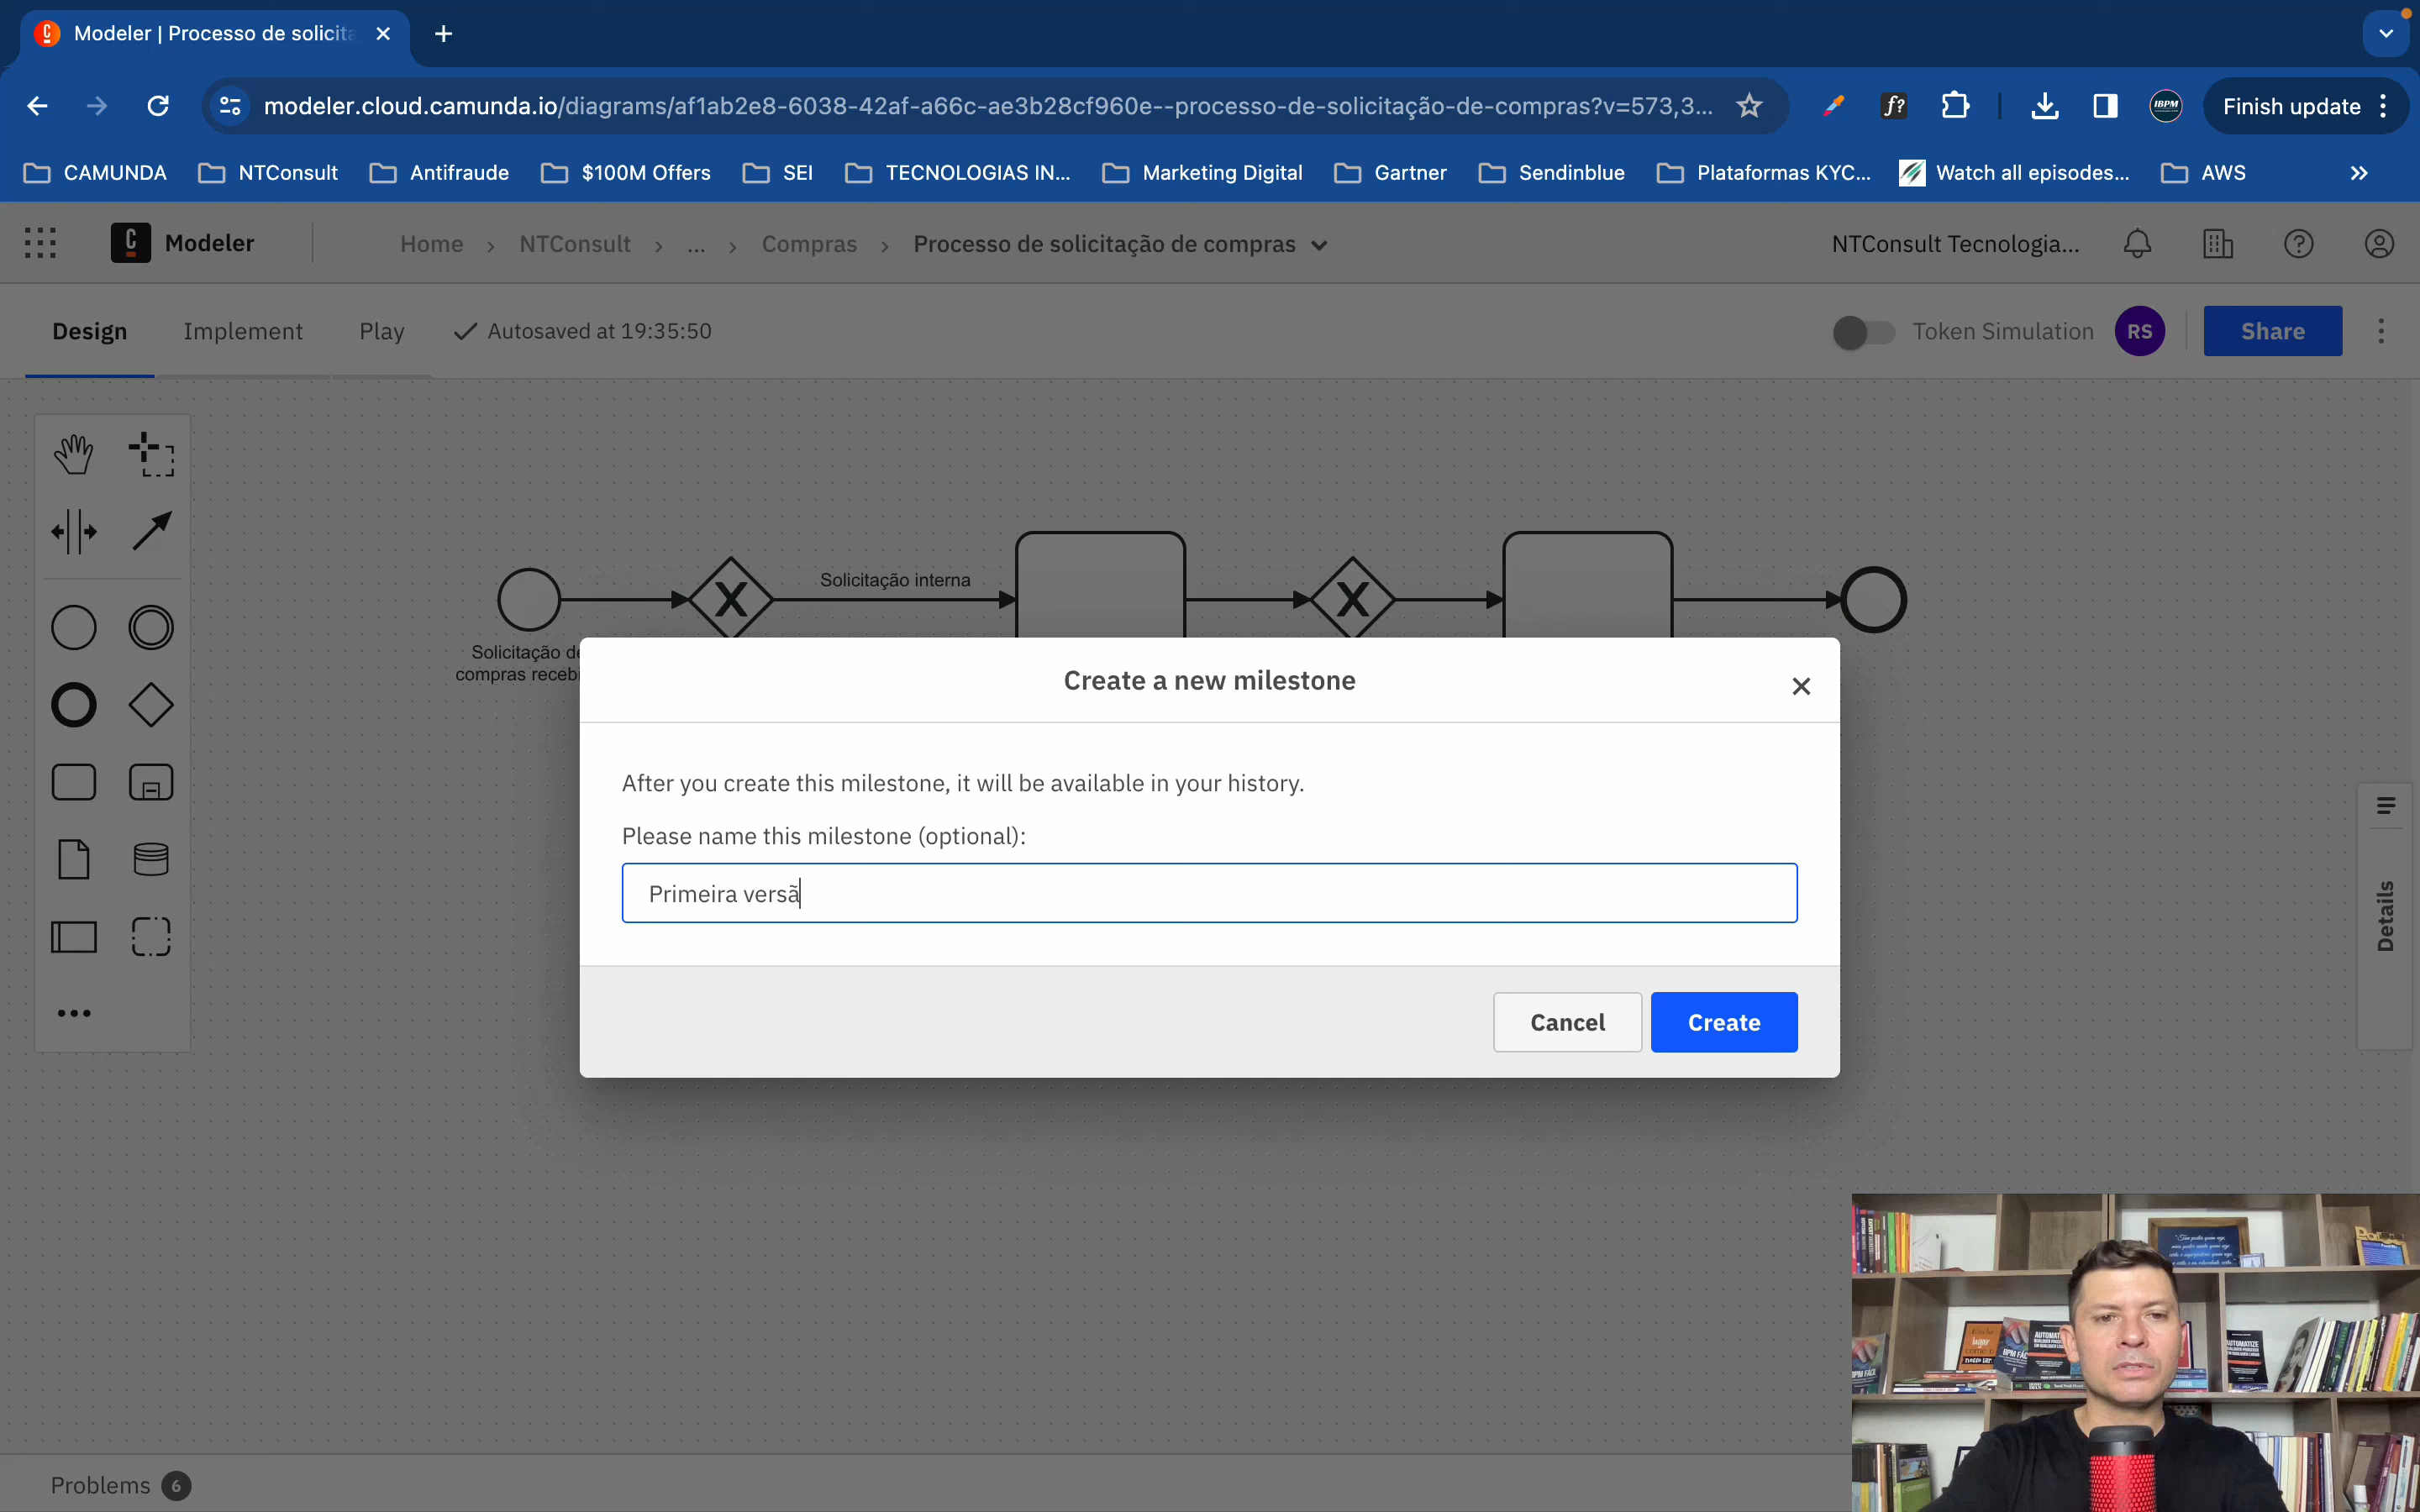 Modeler | Processo de solicita
modeler.cloud.camunda.io/diagrams/af1ab2e8-6038-42af-a66c-ae3b28cf960e--processo-de-solicitação-de-compras?v=573,3...
f?
IBPM
Finish update
CAMUNDA
NTConsult
Antifraude
$100M Offers
SEI
TECNOLOGIAS IN...
Marketing Digital
Gartner
Sendinblue
Plataformas KYC...
Watch all episodes...
AWS
Modeler
Home > NTConsult > ... > Compras > Processo de solicitação de compras
NTConsult Tecnologia...
Design
Implement
Play
Autosaved at 19:35:50
Token Simulation
RS
Share
Solicitação interna
Solicitação de
compras recebi
Create a new milestone
After you create this milestone, it will be available in your history.
Please name this milestone (optional):
Primeira versã
Cancel
Create
Details
Problems 6